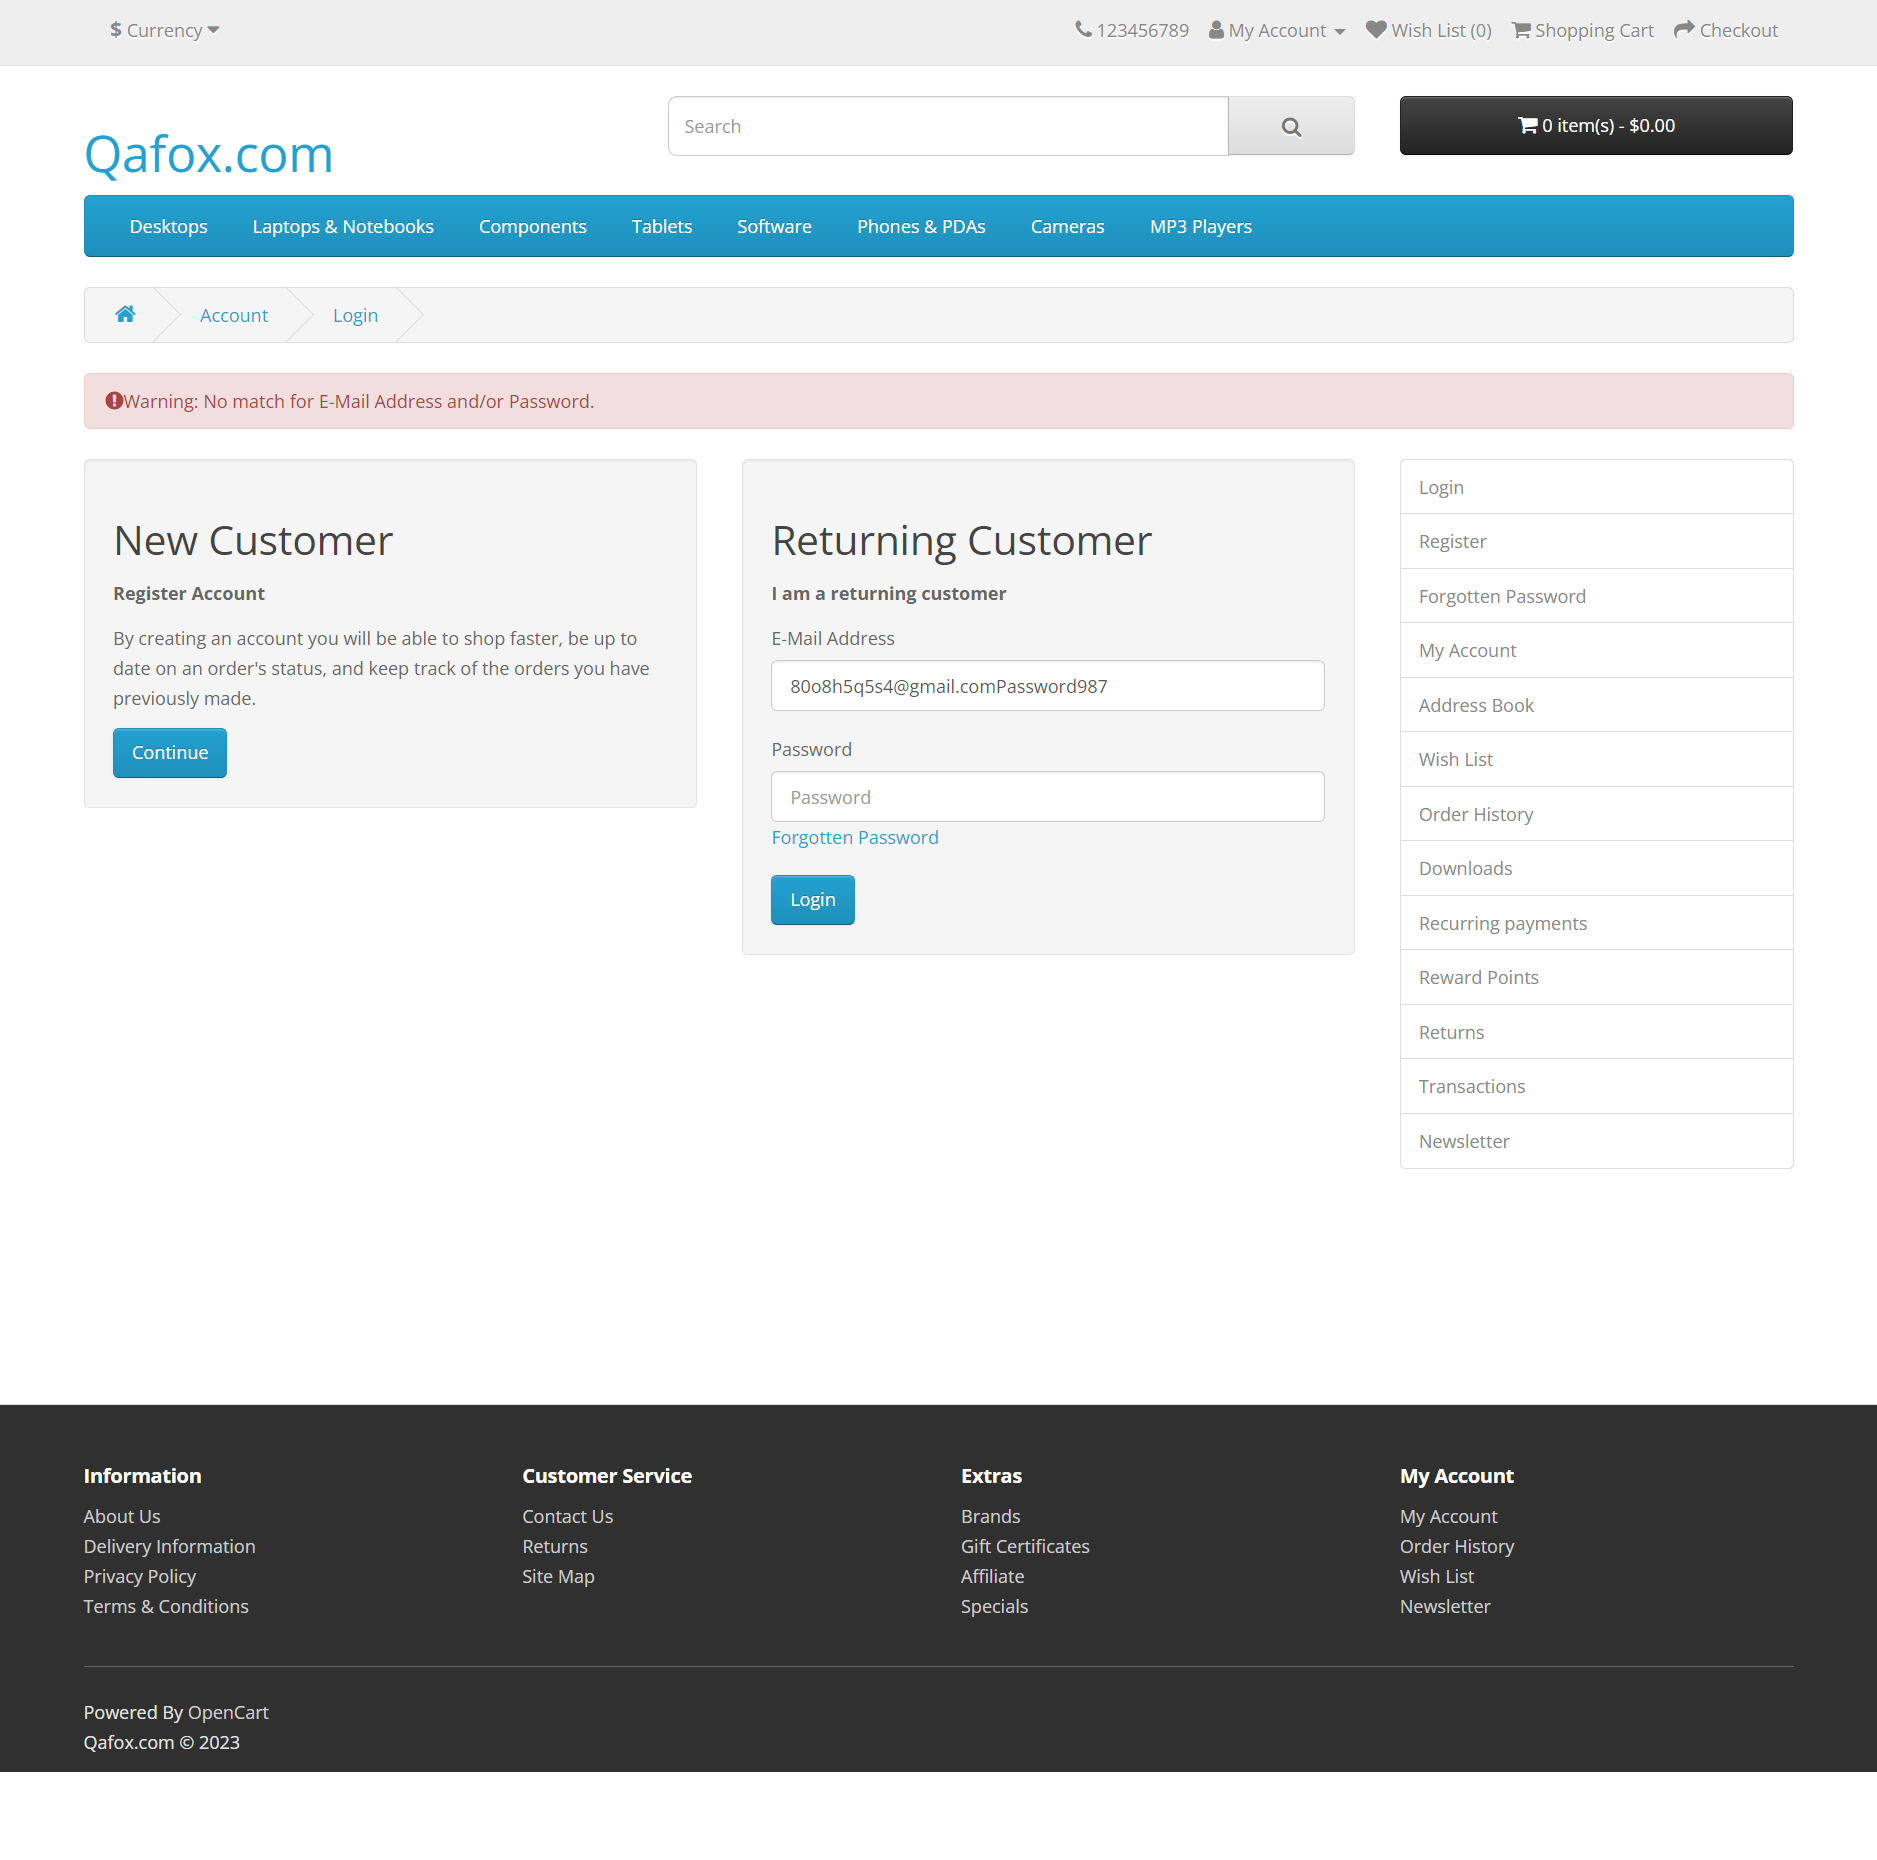 $ Currency
123456789 My Account Wish List (0) Shopping Cart Checkout
Qafox.com
Search
0 item(s) - $0.00
Desktops Laptops & Notebooks Components Tablets Software Phones & PDAs Cameras MP3 Players
Account Login
Warning: No match for E-Mail Address and/or Password.
New Customer
Register Account
By creating an account you will be able to shop faster, be up to
date on an order's status, and keep track of the orders you have
previously made.
Continue
Returning Customer
I am a returning customer
E-Mail Address
80o8h5q5s4@gmail.comPassword987
Password
Password
Forgotten Password
Login
Login
Register
Forgotten Password
My Account
Address Book
Wish List
Order History
Downloads
Recurring payments
Reward Points
Returns
Transactions
Newsletter
Information
About Us
Delivery Information
Privacy Policy
Terms & Conditions
Customer Service
Contact Us
Returns
Site Map
Extras
Brands
Gift Certificates
Affiliate
Specials
My Account
My Account
Order History
Wish List
Newsletter
Powered By OpenCart
Qafox.com © 2023